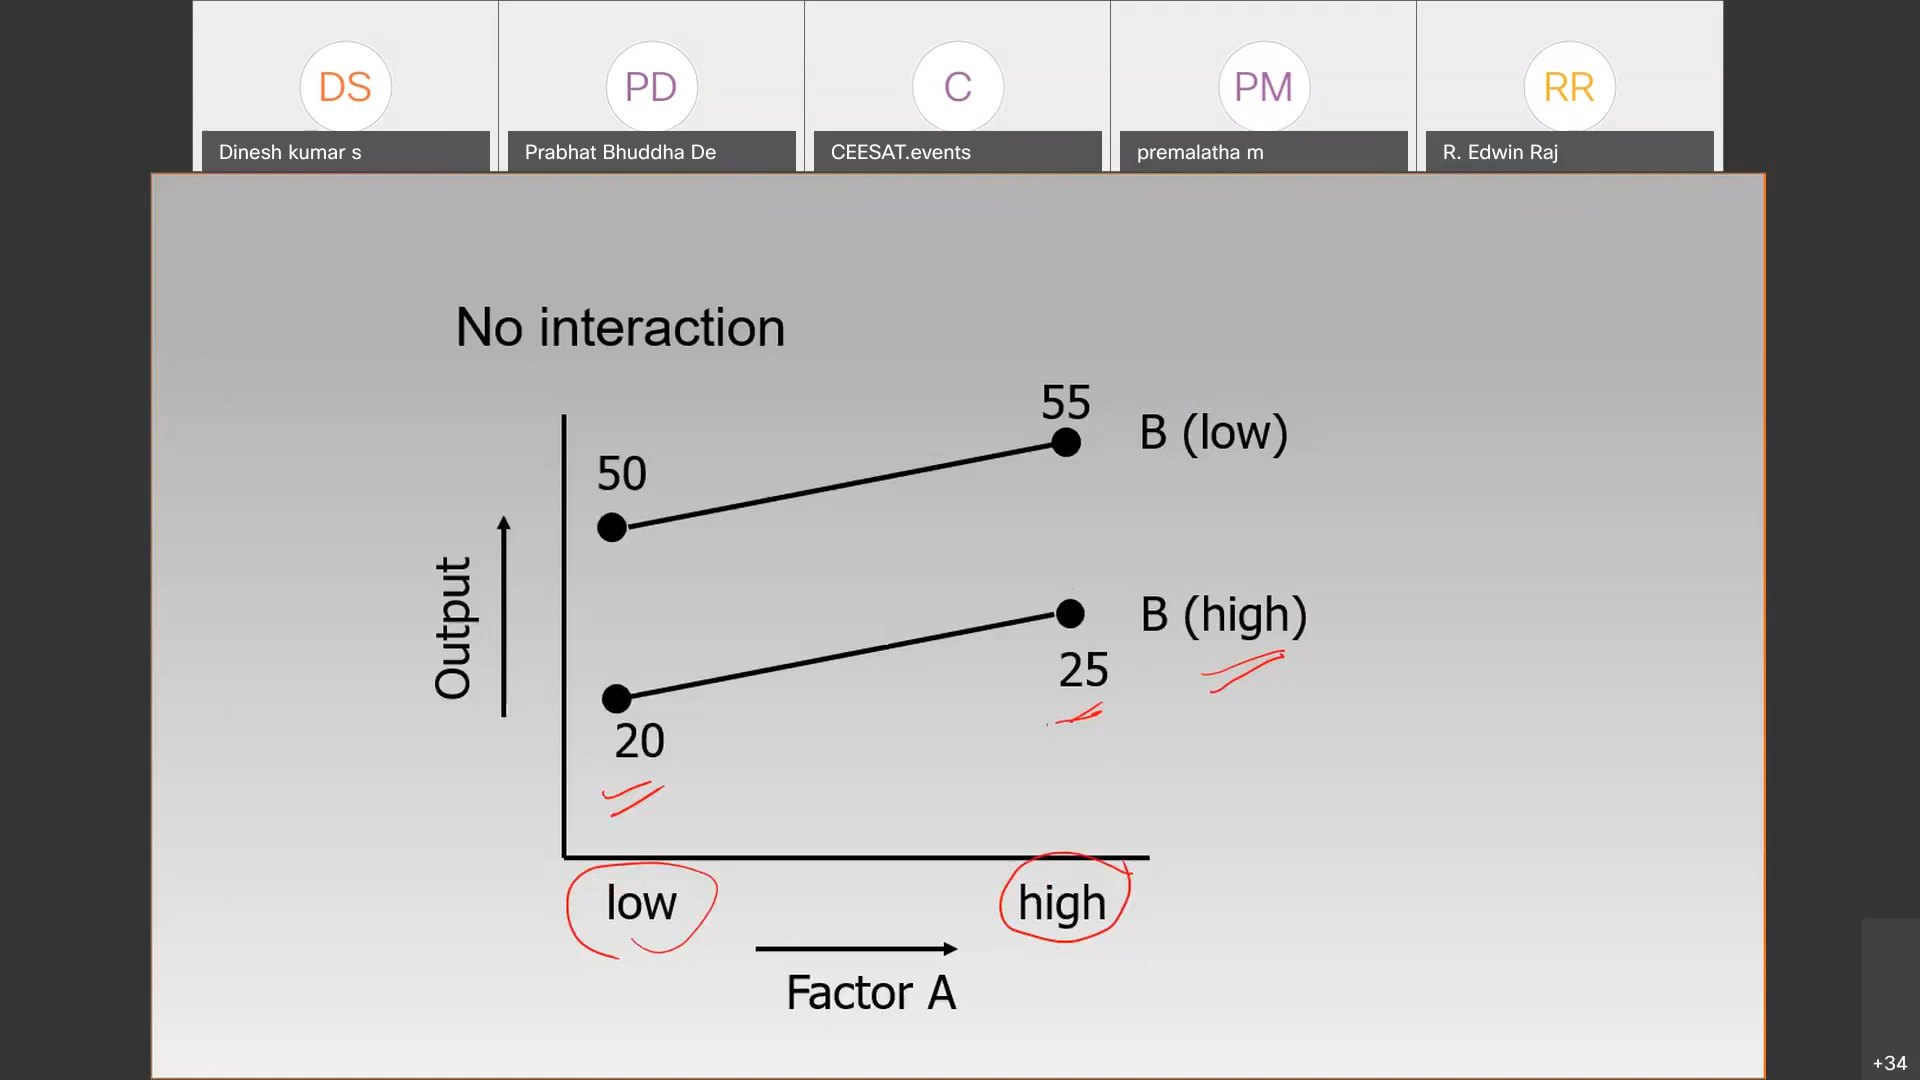 DS
PD
C
PM
RR
Dinesh kumar s
Prabhat Bhuddha De
CEESAT.events
premalatha m
R. Edwin Raj
No interaction
55
B (low)
50
Output
B (high)
25
20
low
high
Factor A
+34